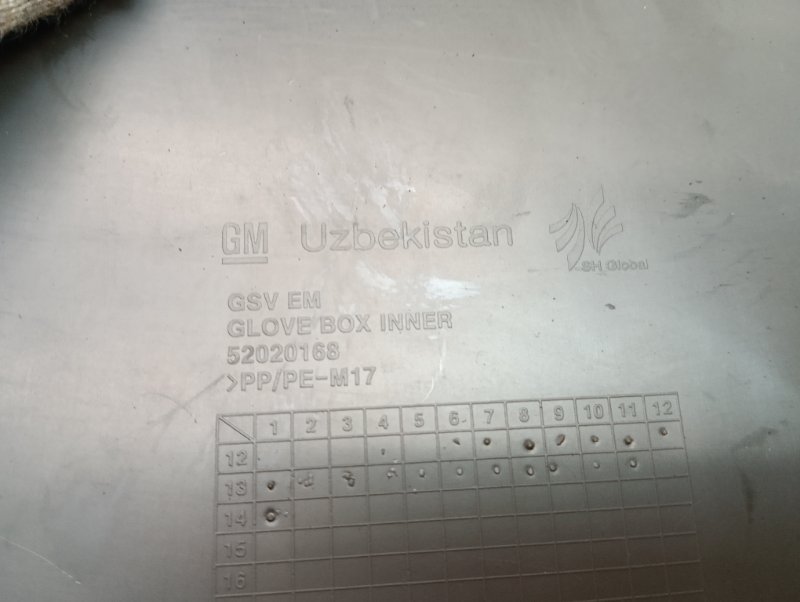 GM Uzbekistan
SH Global
GSV EM
GLOVE BOX INNER
52020168
>PP/PE-M17
1 2 3 4 5 6 7 8 9 10 11 12
12
13
14
15
16